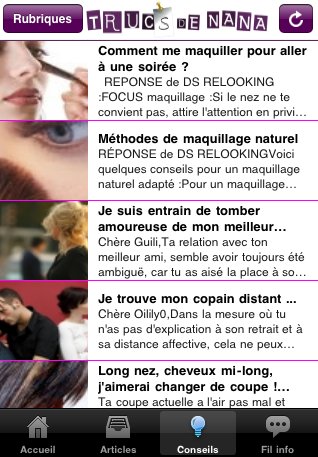 Rubriques
TRUCS DE NANA
Comment me maquiller pour aller
à une soirée ?
REPONSE de DS RELOOKING
:FOCUS maquillage :Si le nez ne te
convient pas, attire l'attention en privi...
Méthodes de maquillage naturel
RÉPONSE de DS RELOOKINGVoici
quelques conseils pour un maquillage
naturel adapté :Pour un maquillage...
Je suis entrain de tomber
amoureuse de mon meilleur...
Chère Guili,Ta relation avec ton
meilleur ami, semble avoir toujours été
ambiguë, car tu as aisé la place à so...
Je trouve mon copain distant ...
Chère Oilily0,Dans la mesure où tu
n'as pas d'explication à son retrait et à
sa distance affective, cela ne peux...
Long nez, cheveux mi-long,
j'aimerai changer de coupe !...
Ta coupe actuelle a l'air pas mal et
Accueil
Articles
Conseils
Fil info